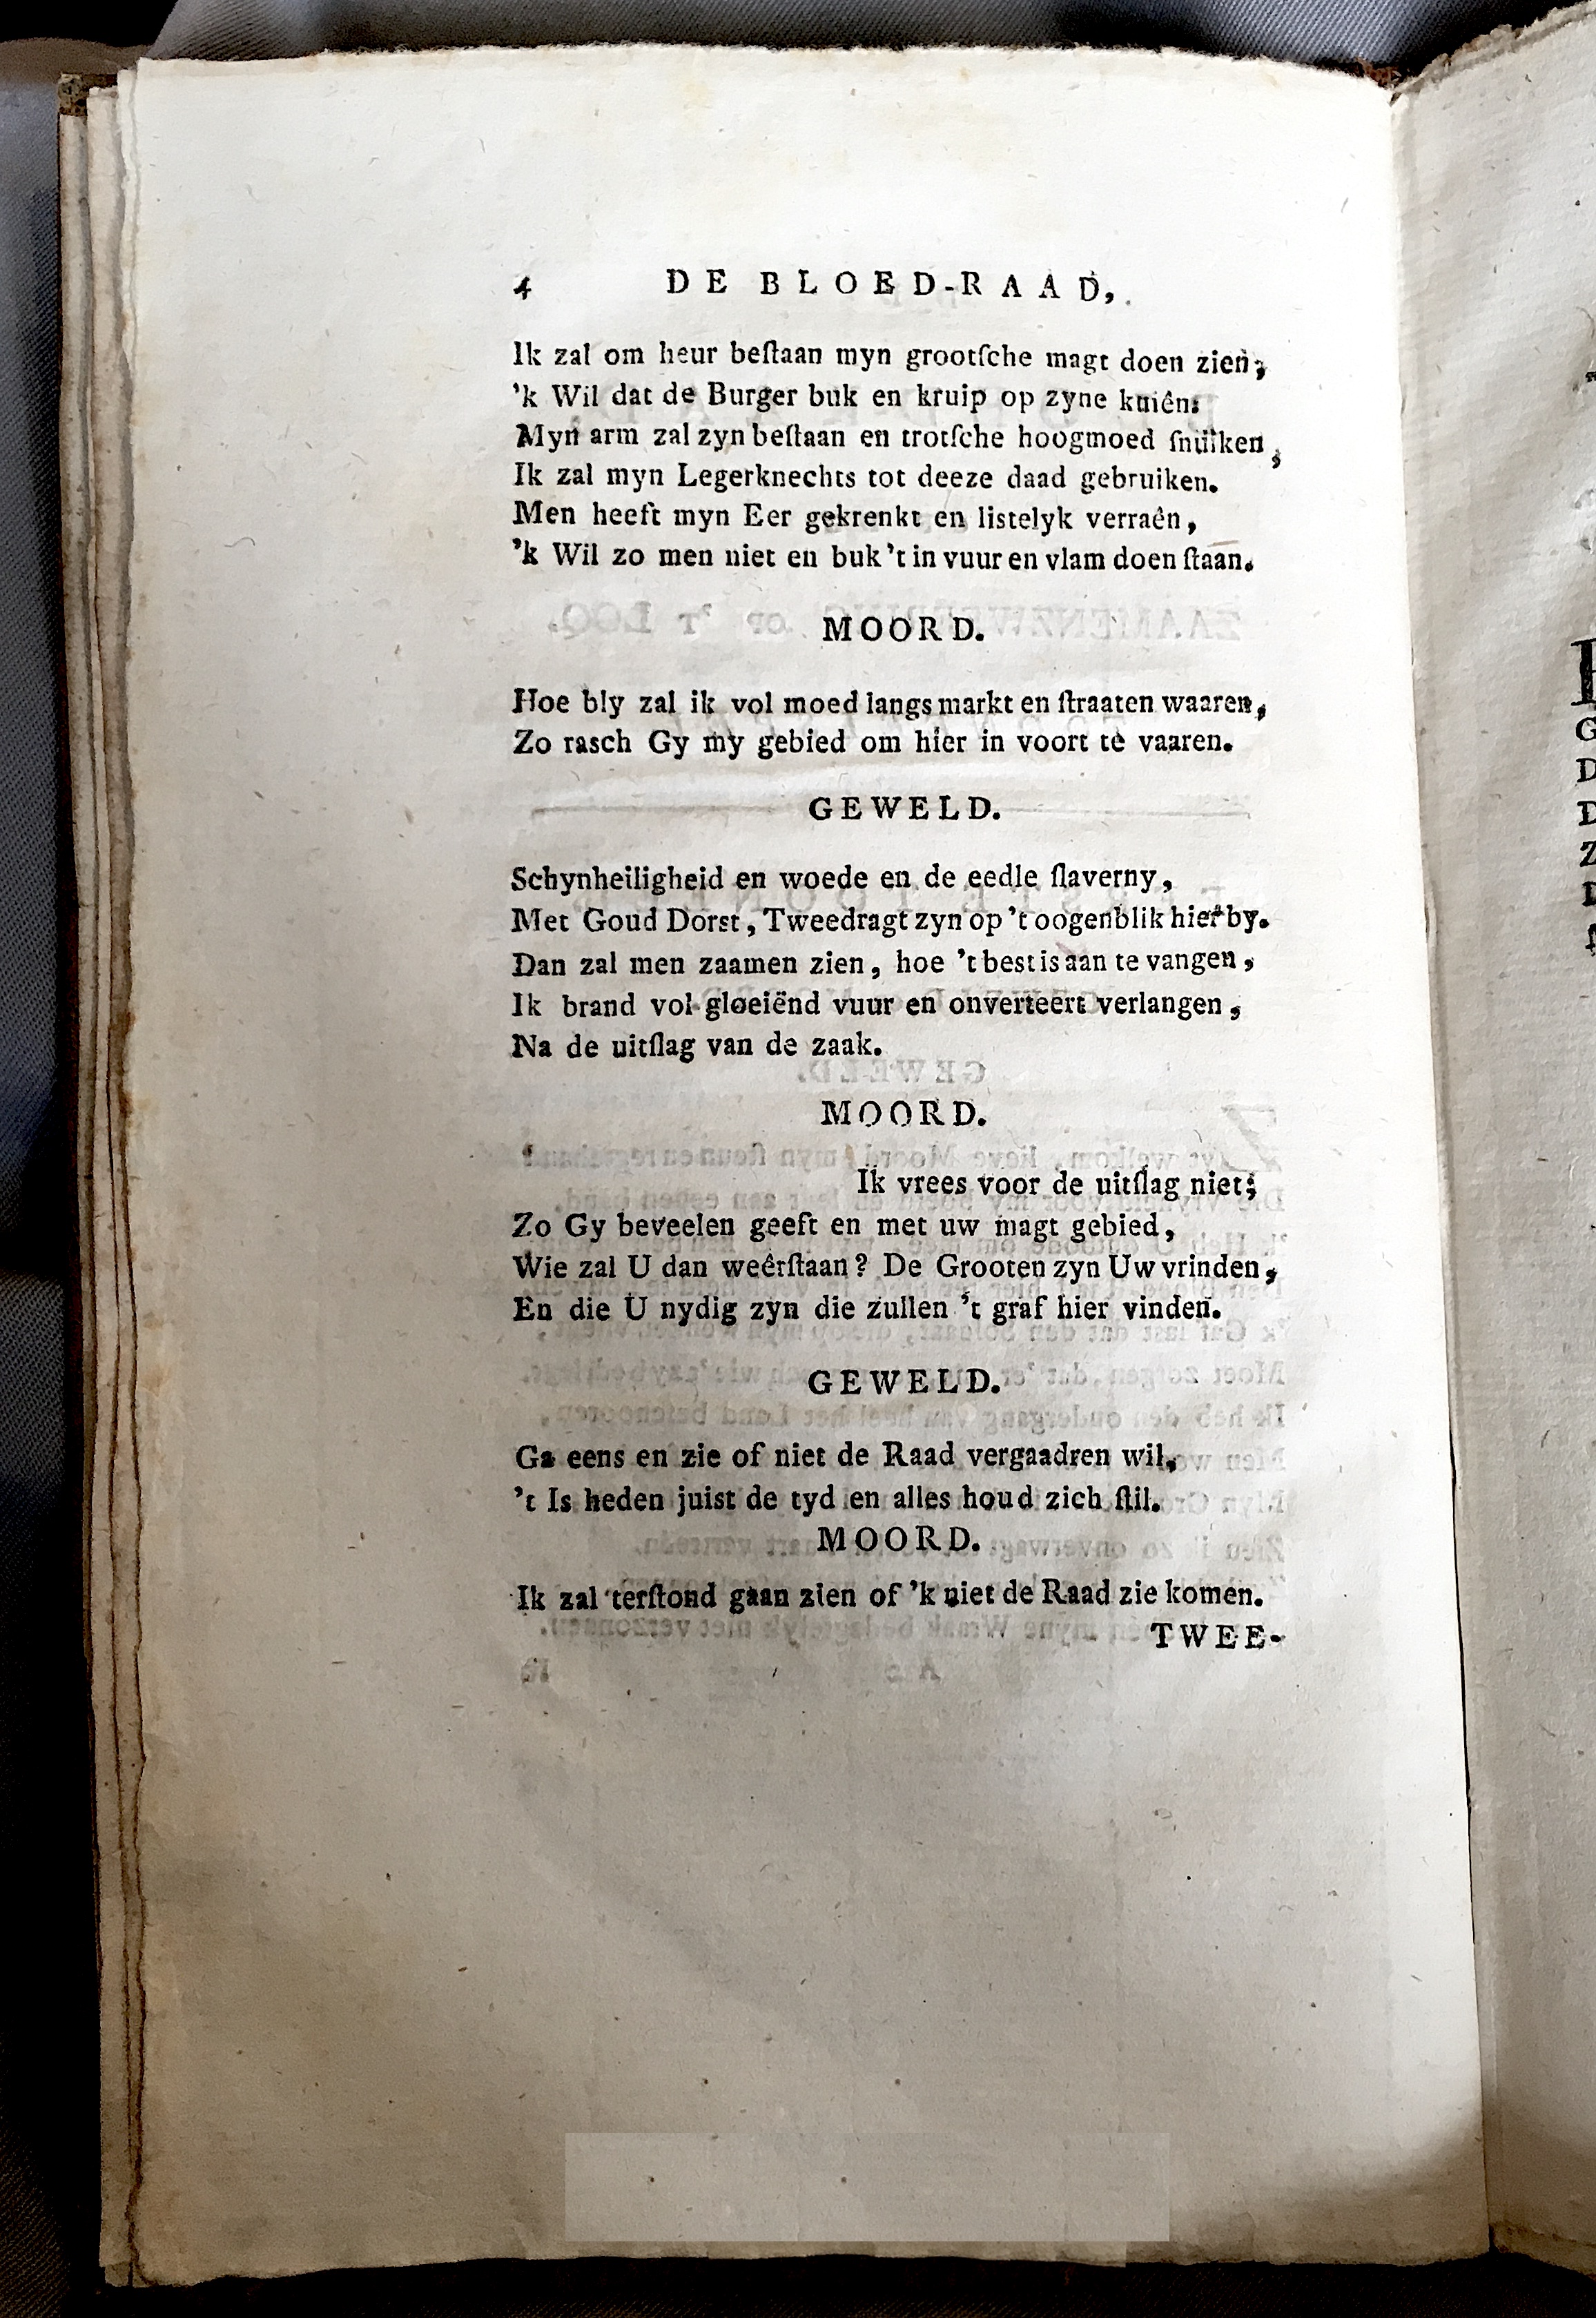 4 DE BLOED-RAAD,
Ik zal om heur beſtaan myn grootſche magt doen zien;
'k Wil dat de Burger buk en kruip op zyne kniên:
Myn arm zal zyn beſtaan en trotſche hoogmoed ſnuiken,
Ik zal myn Legerknechts tot deeze daad gebruiken.
Men heeft myn Eer gekrenkt en listelyk verraên,
'k Wil zo men niet en buk 't in vuur en vlam doen ſtaan.
MOORD.
Hoe bly zal ik vol moed langs markt en ſtraaten waaren,
Zo rasch Gy my gebied om hier in voort te vaaren.
GEWELD.
Schynheiligheid en woede en de eedle ſlaverny,
Met Goud Dorst, Tweedragt zyn op 't oogenblik hier by.
Dan zal men zaamen zien, hoe 't best is aan te vangen,
Ik brand vol gloeiënd vuur en onverteert verlangen,
Na de uitſlag van de zaak.
MOORD.
Ik vrees voor de uitſlag niet;
Zo Gy beveelen geeft en met uw magt gebied,
Wie zal U dan weêrſtaan? De Grooten zyn Uw vrinden,
En die U nydig zyn die zullen 't graf hier vinden.
GEWELD.
Ga eens en zie of niet de Raad vergaadren wil,
't Is heden juist de tyd en alles houd zich ſtil.
MOORD.
Ik zal terſtond gaan zien of 'k niet de Raad zie komen.
TWEE-